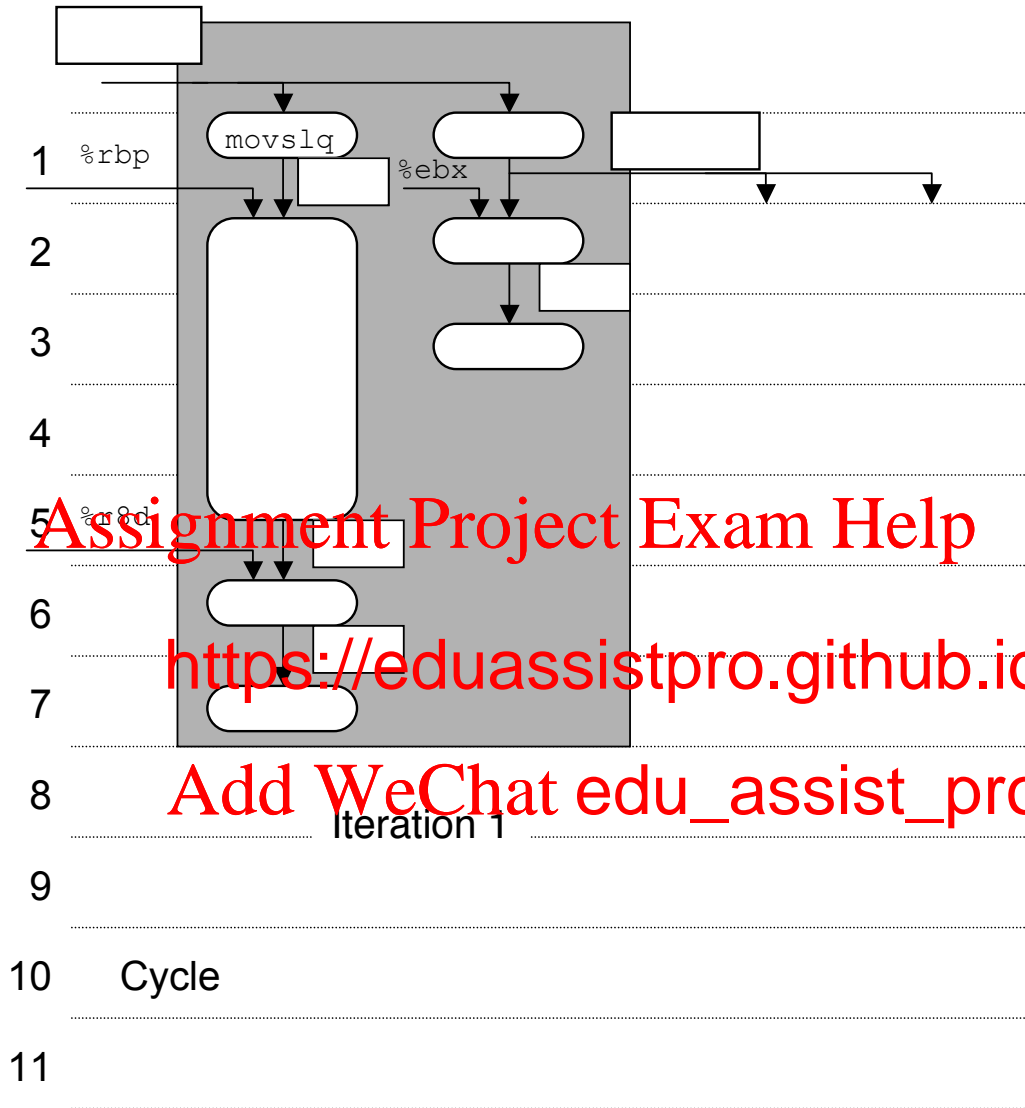 movslq
1 %rbp
%ebx
2
3
4
5 %r8d
Assignment Project Exam Help
6
https://eduassistpro.github.io
7
8
Add WeChat edu_assist_pro
Iteration 1
9
10 Cycle
11